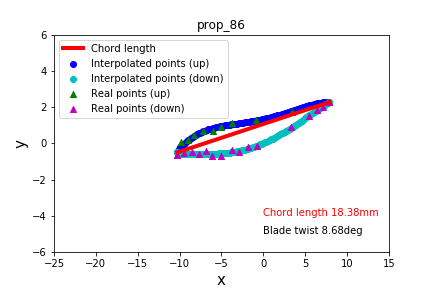 prop_86
6
4
2
0
−2
−4
−6
y
Chord length
Interpolated points (up)
Interpolated points (down)
Real points (up)
Real points (down)
Chord length 18.38mm
Blade twist 8.68deg
−25 −20 −15 −10 −5 0 5 10 15
x